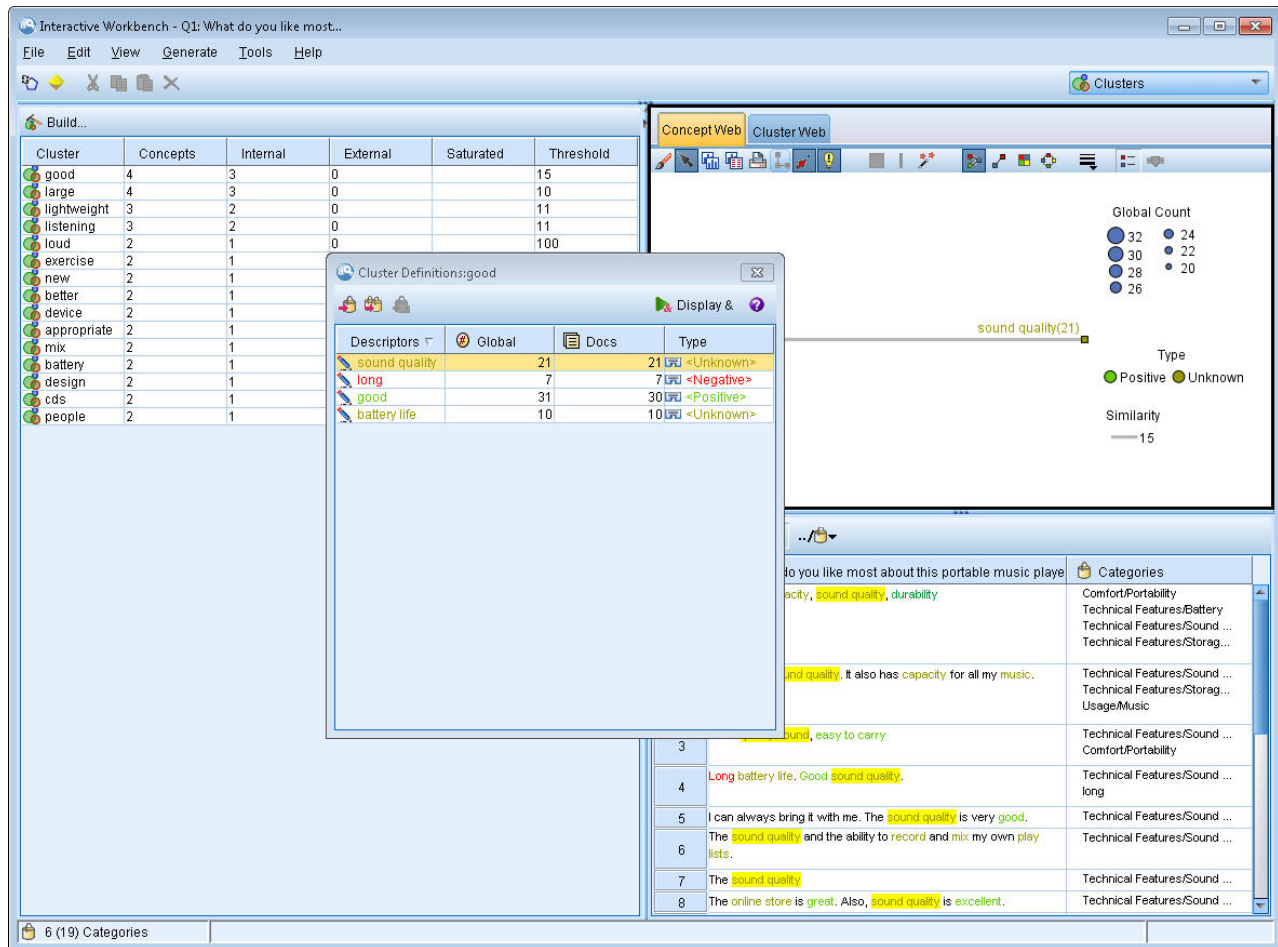 Interactive Workbench - Q1: What do you like most...
File Edit View Generate Tools Help
Clusters
Build...
Cluster Concepts Internal External Saturated Threshold
good 4 3 0 15
large 4 3 0 10
lightweight 3 2 0 11
listening 3 2 0 11
loud 2 1 0 100
exercise 2 1
new 2 1
better 2 1
device 2 1
appropriate 2 1
mix 2 1
battery 2 1
design 2 1
cds 2 1
people 2 1
Cluster Definitions:good
Display &
Descriptors Global Docs Type
sound quality 21 21 <Unknown>
long 7 7 <Negative>
good 31 30 <Positive>
battery life 10 10 <Unknown>
Concept Web Cluster Web
Global Count
32 24
30 22
28 20
26
sound quality(21)
Type
Positive Unknown
Similarity
15
../
do you like most about this portable music playe Categories
acity, sound quality, durability
Comfort/Portability
Technical Features/Battery
Technical Features/Sound ...
Technical Features/Storag...
und quality. It also has capacity for all my music.
Technical Features/Sound ...
Technical Features/Storag...
Usage/Music
3 ound, easy to carry
Technical Features/Sound ...
Comfort/Portability
4 Long battery life. Good sound quality.
Technical Features/Sound ...
long
5 I can always bring it with me. The sound quality is very good. Technical Features/Sound ...
6 The sound quality and the ability to record and mix my own play
lists.
Technical Features/Sound ...
7 The sound quality Technical Features/Sound ...
8 The online store is great. Also, sound quality is excellent. Technical Features/Sound ...
6 (19) Categories